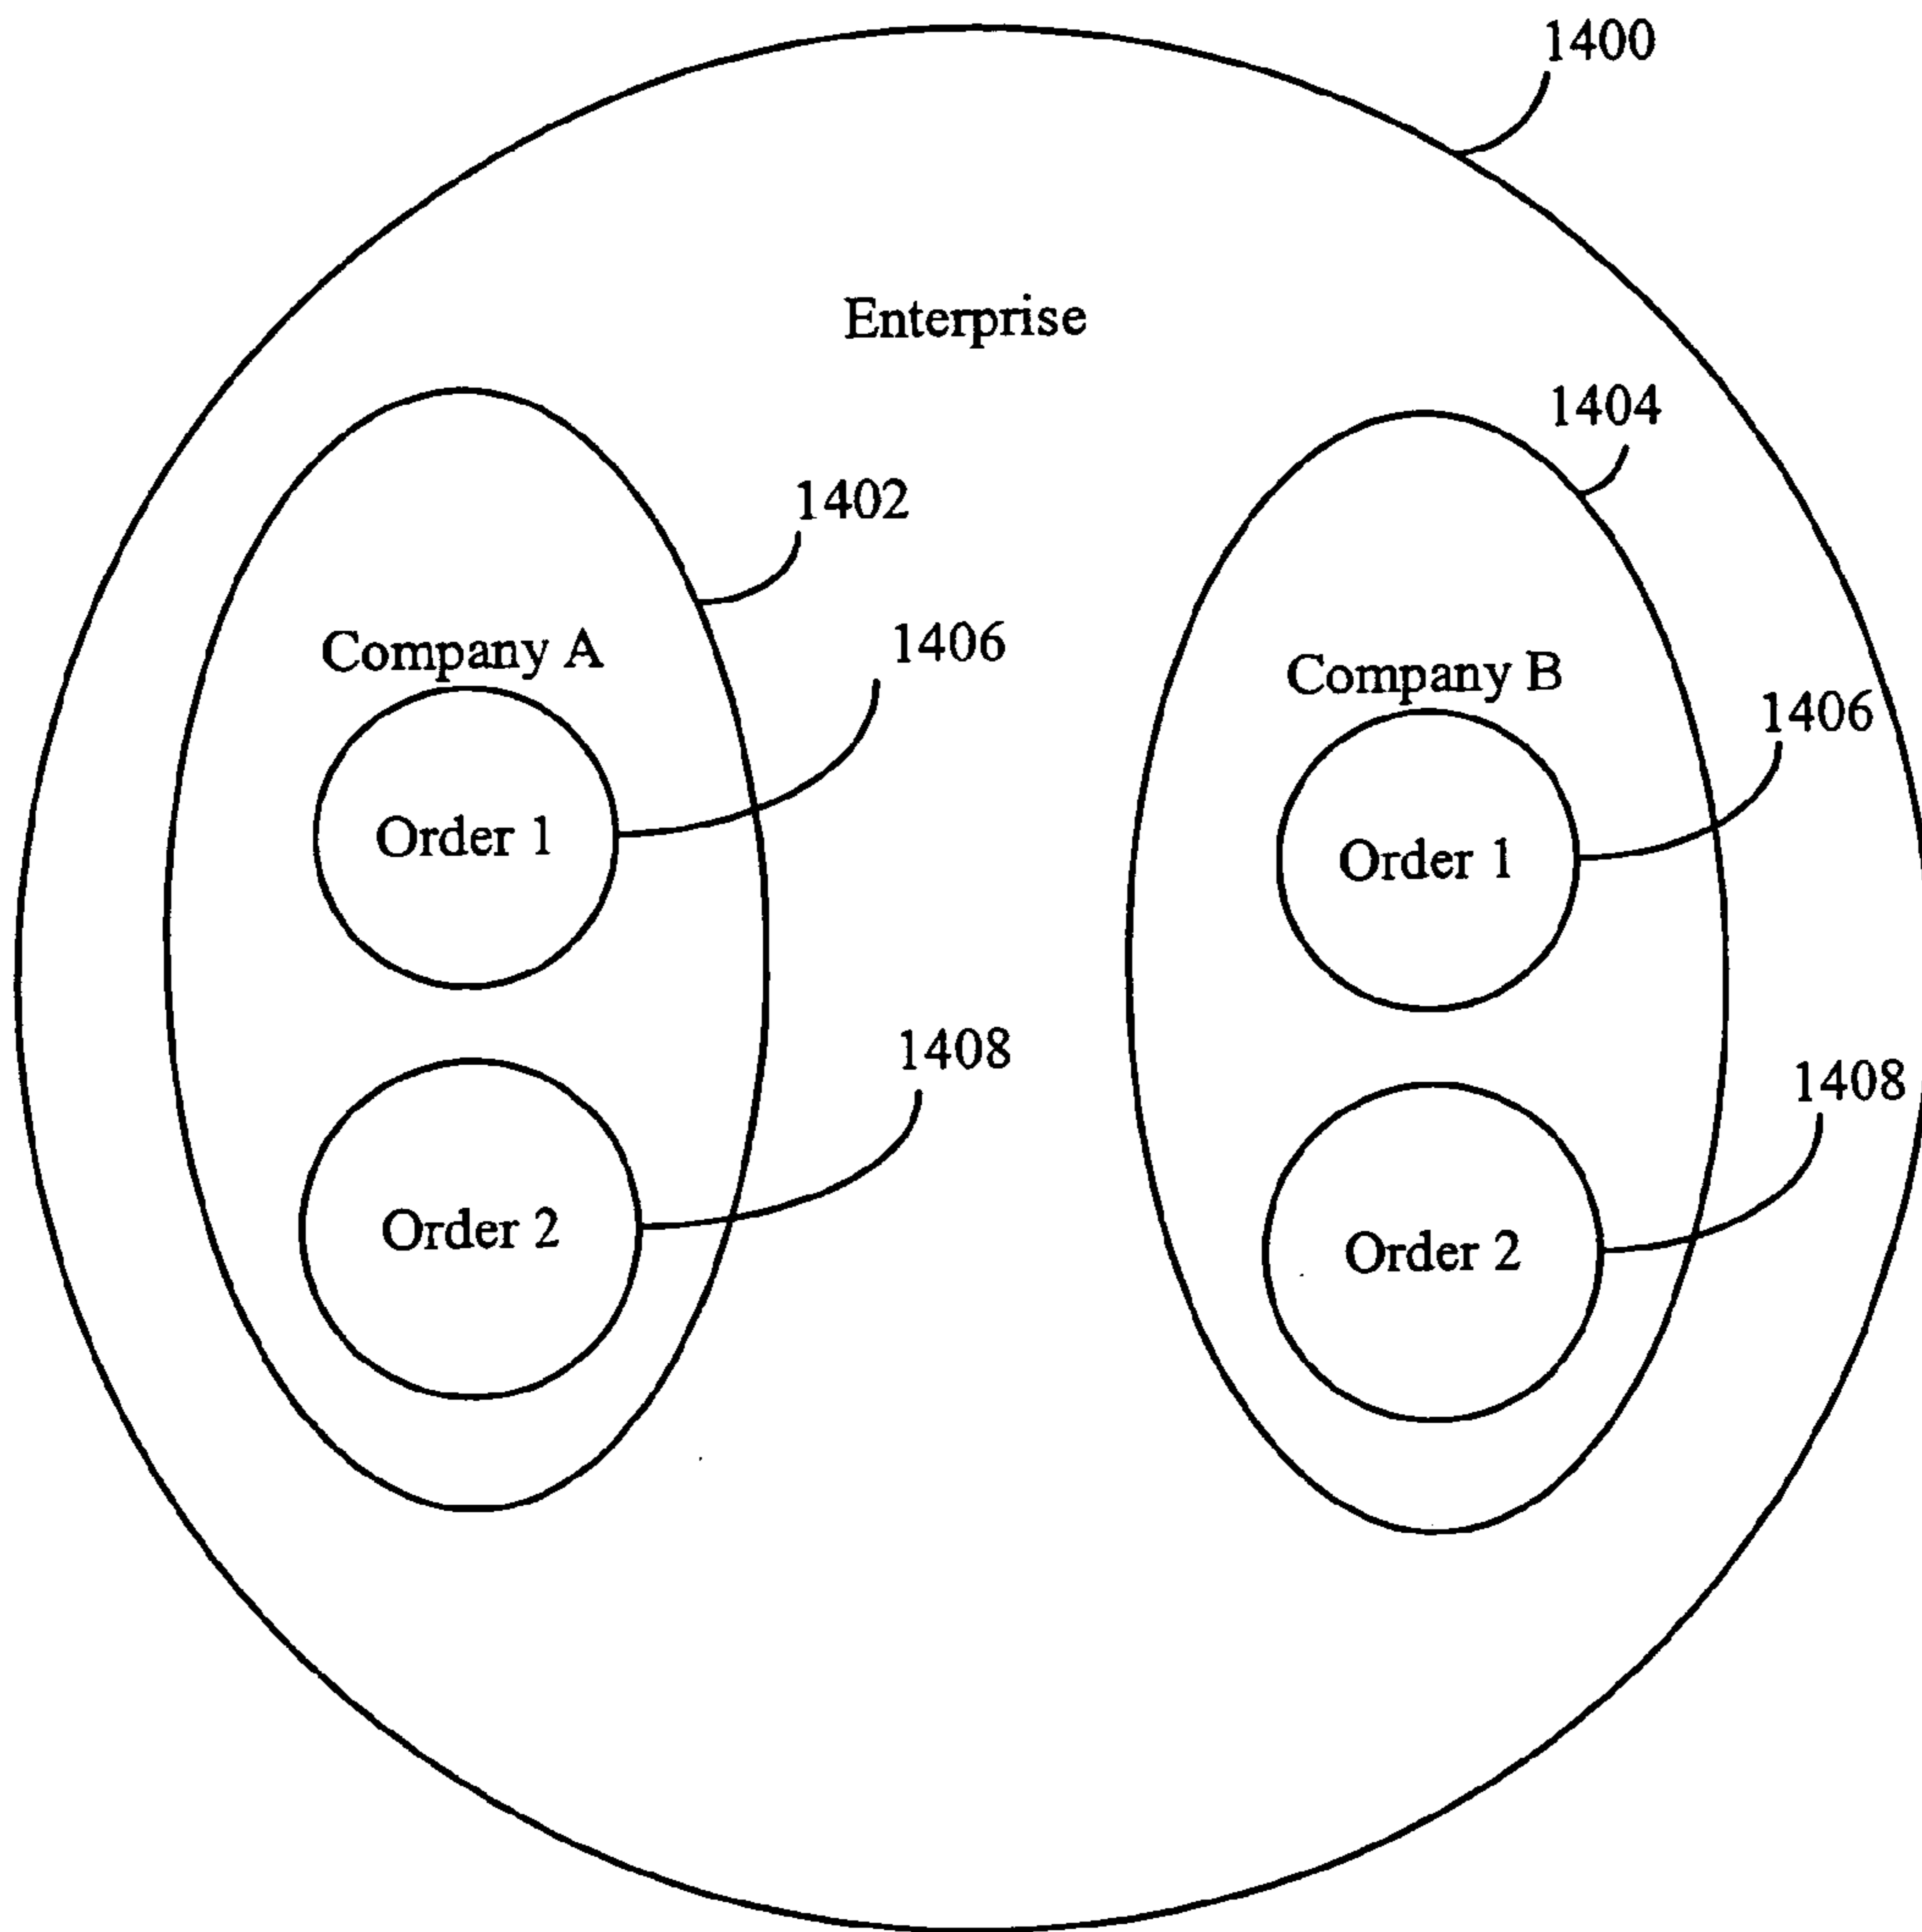 1400
Enterprise
1404
1402
1406
Company A
Company B
1406
Order 1
Order 1
1408
1408
Order 2
Order 2